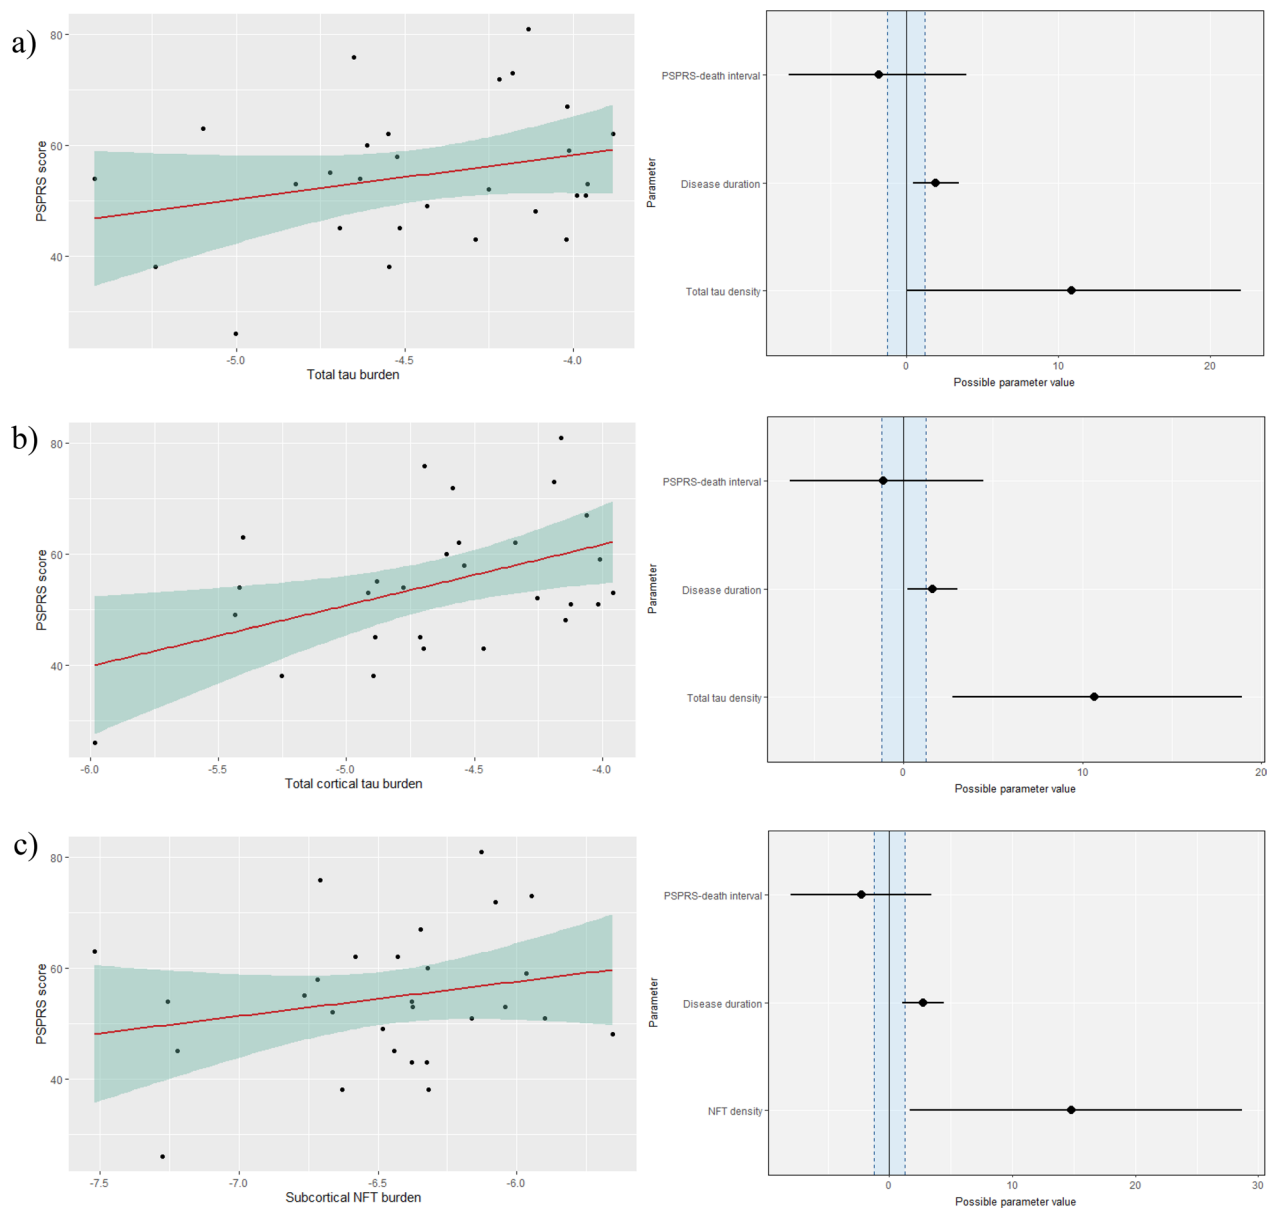 a)
PSPRS score
80
60
40
-5.0
-4.5
-4.0
Total tau burden
Parameter
PSPRS-death interval
Disease duration
Total tau density
0
10
20
Possible parameter value
b)
PSPRS score
80
60
40
-6.0
-5.5
-5.0
-4.5
-4.0
Total cortical tau burden
Parameter
PSPRS-death interval
Disease duration
Total tau density
0
10
20
Possible parameter value
c)
PSPRS score
80
60
40
-7.5
-7.0
-6.5
-6.0
Subcortical NFT burden
Parameter
PSPRS-death interval
Disease duration
NFT density
0
10
20
30
Possible parameter value